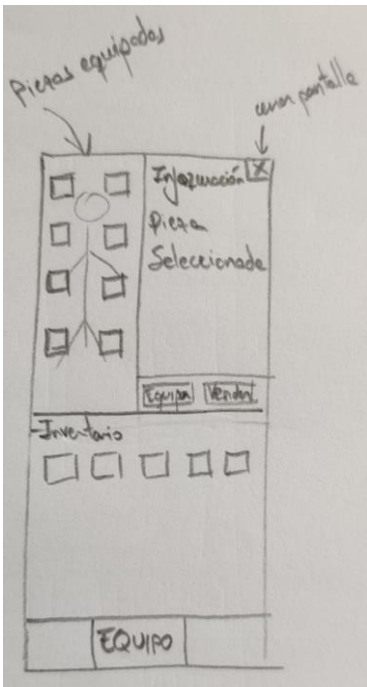 Piezas equipadas
cerrar pantalla
Información X
Pieza
Seleccionada
Equipar Vender
-Inventario
EQUIPO